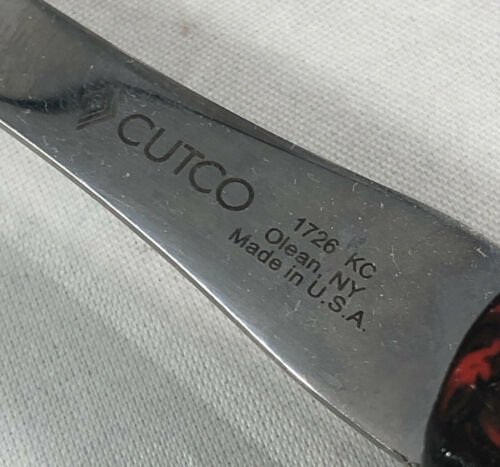 CUTCO
1726 KC
Olean, NY
Made in U.S.A.